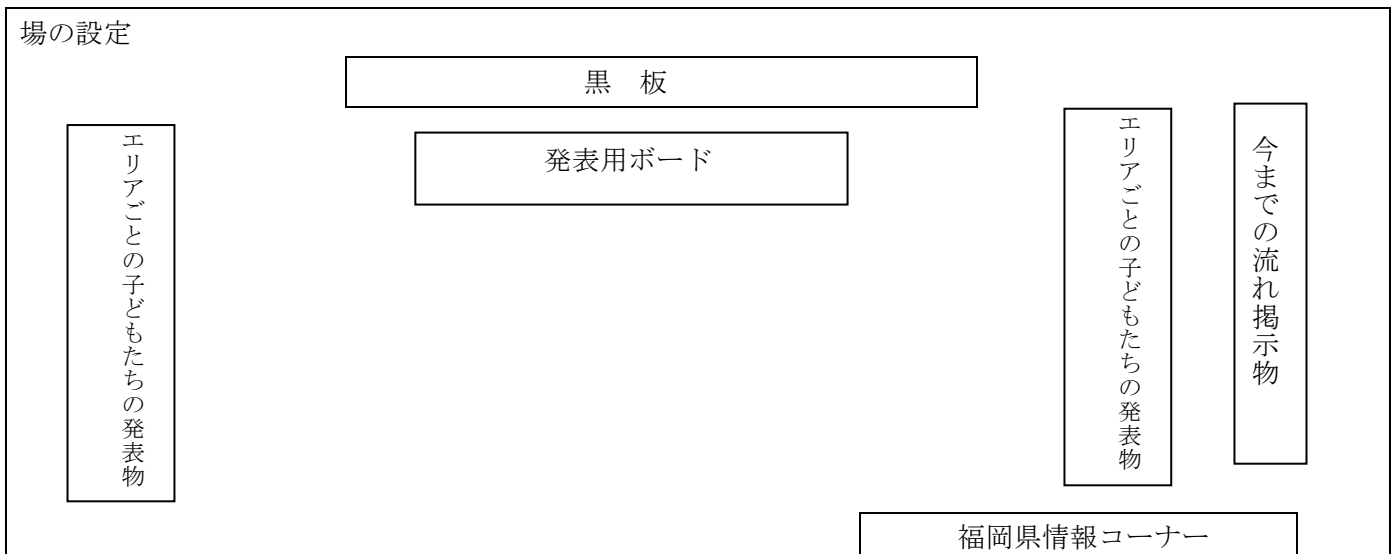 場の設定
黒　板
発表用ボード
エリアごとの子どもたちの発表物
エリアごとの子どもたちの発表物
今までの流れ掲示物
福岡県情報コーナー